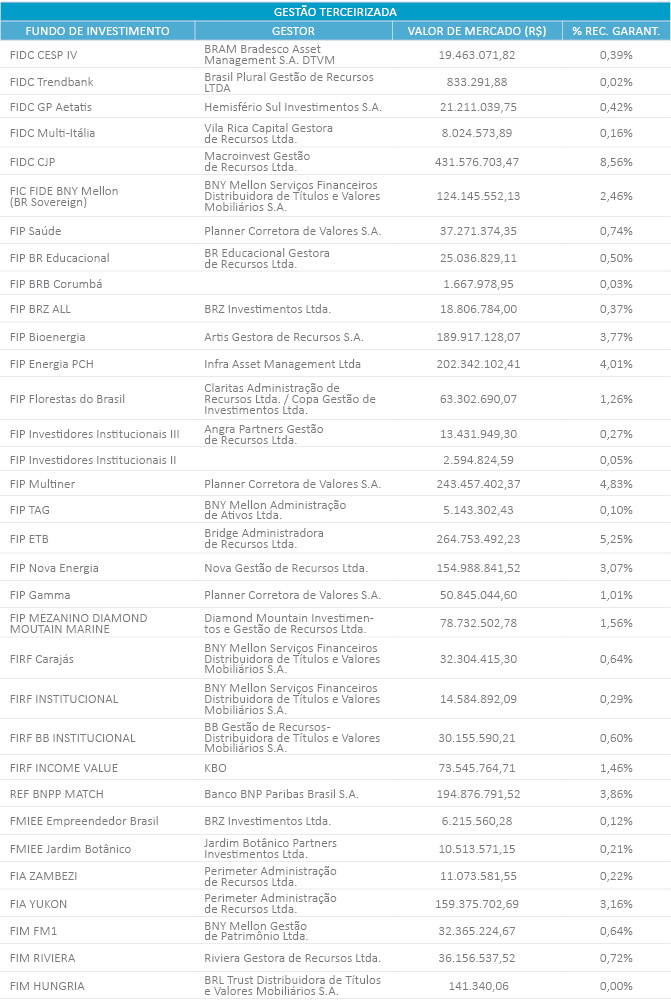 GESTÃO TERCEIRIZADA
FUNDO DE INVESTIMENTO GESTOR VALOR DE MERCADO (R$) % REC. GARANT.
FIDC CESP IV BRAM Bradesco Asset
Management S.A. DTVM 19.463.071,82 0,39%
FIDC Trendbank Brasil Plural Gestão de Recursos
LTDA 833.291,88 0,02%
FIDC GP Aetatis Hemisfério Sul Investimentos S.A. 21.211.039,75 0,42%
FIDC Multi-Itália Vila Rica Capital Gestora
de Recursos Ltda. 8.024.573,89 0,16%
FIDC CJP Macroinvest Gestão
de Recursos Ltda. 431.576.703,47 8,56%
FIC FIDE BNY Mellon
(BR Sovereign) BNY Mellon Serviços Financeiros
Distribuidora de Títulos e Valores
Mobiliários S.A. 124.145.552,13 2,46%
FIP Saúde Planner Corretora de Valores S.A. 37.271.374,35 0,74%
FIP BR Educacional BR Educacional Gestora
de Recursos Ltda. 25.036.829,11 0,50%
FIP BRB Corumbá 1.667.978,95 0,03%
FIP BRZ ALL BRZ Investimentos Ltda. 18.806.784,00 0,37%
FIP Bioenergia Artis Gestora de Recursos S.A. 189.917.128,07 3,77%
FIP Energia PCH Infra Asset Management Ltda 202.342.102,41 4,01%
FIP Florestas do Brasil Claritas Administração de
Recursos Ltda. / Copa Gestão de
Investimentos Ltda. 63.302.690,07 1,26%
FIP Investidores Institucionais III Angra Partners Gestão
de Recursos Ltda. 13.431.949,30 0,27%
FIP Investidores Institucionais II 2.594.824,59 0,05%
FIP Multiner Planner Corretora de Valores S.A. 243.457.402,37 4,83%
FIP TAG BNY Mellon Administração
de Ativos Ltda. 5.143.302,43 0,10%
FIP ETB Bridge Administradora
de Recursos Ltda. 264.753.492,23 5,25%
FIP Nova Energia Nova Gestão de Recursos Ltda. 154.988.841,52 3,07%
FIP Gamma Planner Corretora de Valores S.A. 50.845.044,60 1,01%
FIP MEZANINO DIAMOND
MOUTAIN MARINE Diamond Mountain Investimen-
tos e Gestão de Recursos Ltda. 78.732.502,78 1,56%
FIRF Carajás BNY Mellon Serviços Financeiros
Distribuidora de Títulos e Valores
Mobiliários S.A. 32.304.415,30 0,64%
FIRF INSTITUCIONAL BNY Mellon Serviços Financeiros
Distribuidora de Títulos e Valores
Mobiliários S.A. 14.584.892,09 0,29%
FIRF BB INSTITUCIONAL BB Gestão de Recursos-
Distribuidora de Títulos e Valores
Mobiliários S.A. 30.155.590,21 0,60%
FIRF INCOME VALUE KBO 73.545.764,71 1,46%
REF BNPP MATCH Banco BNP Paribas Brasil S.A. 194.876.791,52 3,86%
FMIEE Empreendedor Brasil BRZ Investimentos Ltda. 6.215.560,28 0,12%
FMIEE Jardim Botânico Jardim Botânico Partners
Investimentos Ltda. 10.513.571,15 0,21%
FIA ZAMBEZI Perimeter Administração
de Recursos Ltda. 11.073.581,55 0,22%
FIA YUKON Perimeter Administração
de Recursos Ltda. 159.375.702,69 3,16%
FIM FM1 BNY Mellon Gestão
de Patrimônio Ltda. 32.365.224,67 0,64%
FIM RIVIERA Riviera Gestora de Recursos Ltda. 36.156.537,52 0,72%
FIM HUNGRIA BRL Trust Distribuidora de Títulos
e Valores Mobiliários S.A. 141.340,06 0,00%